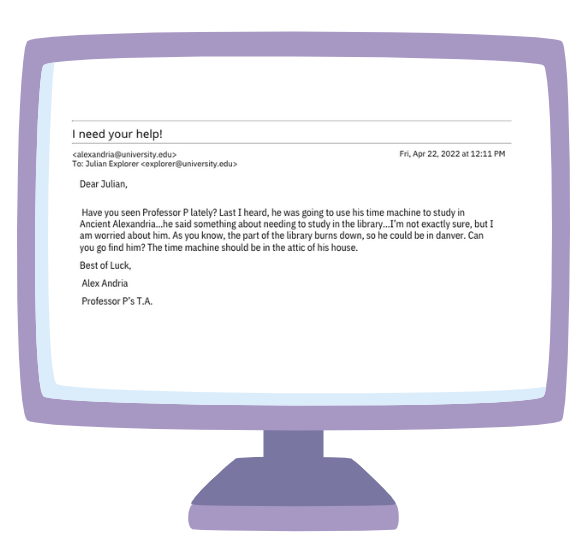 I need your help!
<alexandria@university.edu>
Fri, Apr 22, 2022 at 12:11 PM
To: Julian Explorer <explorer@university.edu>
Dear Julian,
Have you seen Professor P lately? Last I heard, he was going to use his time machine to study in
Ancient Alexandria...he said something about needing to study in the library...I'm not exactly sure, but I
am worried about him. As you know, the part of the library burns down, so he could be in danver. Can
you go find him? The time machine should be in the attic of his house.
Best of Luck,
Alex Andria
Professor P's T.A.